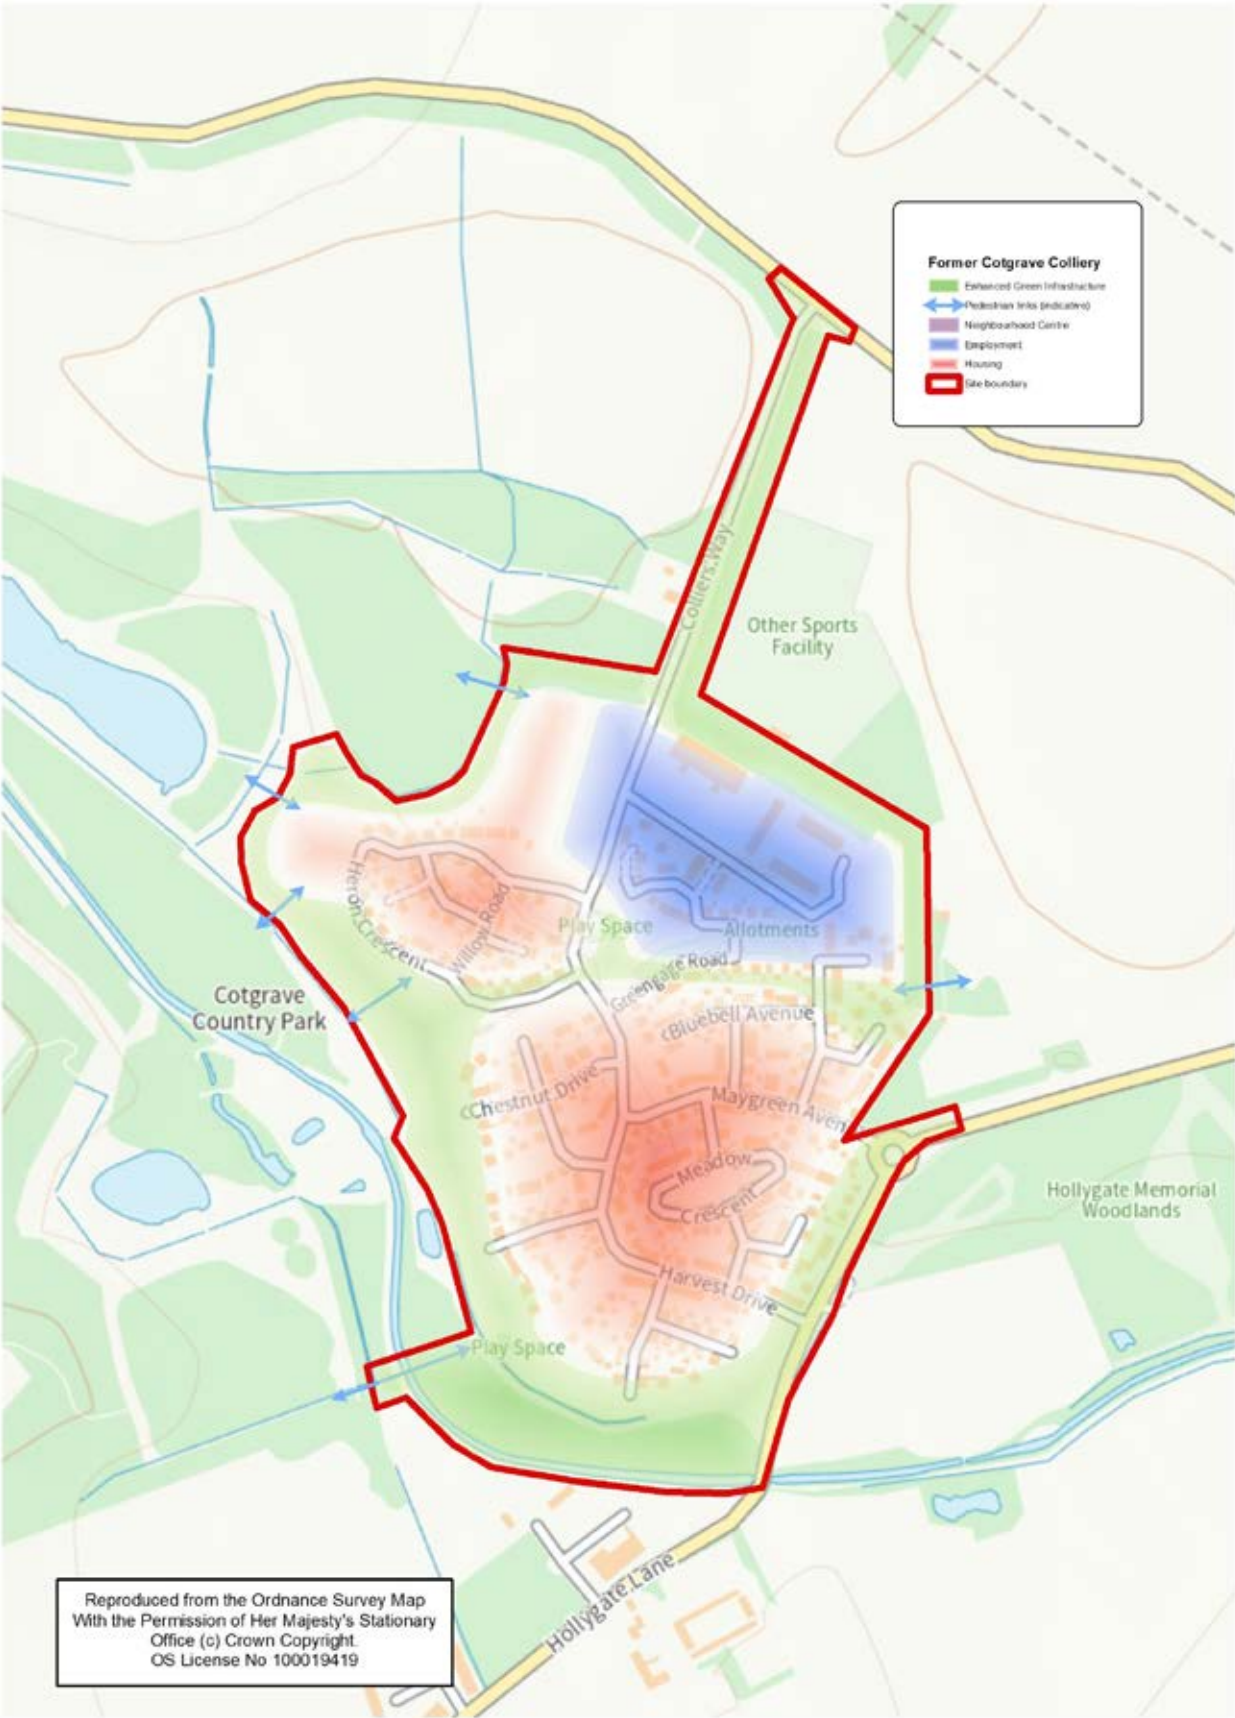 Former Cotgrave Colliery
Enhanced Green Infrastructure
Pedestrian links (indicative)
Neighbourhood Centre
Employment
Housing
Site boundary
Colliers Way
Other Sports
Facility
Heron Crescent
Willow Road
Play Space
Allotments
Greengage Road
Cotgrave
Country Park
Bluebell Avenue
Chestnut Drive
Maygreen Aven
Meadow
Crescent
Hollygate Memorial
Woodlands
Harvest Drive
Play Space
Hollygate Lane
Reproduced from the Ordnance Survey Map
With the Permission of Her Majesty's Stationary
Office (c) Crown Copyright.
OS License No 100019419